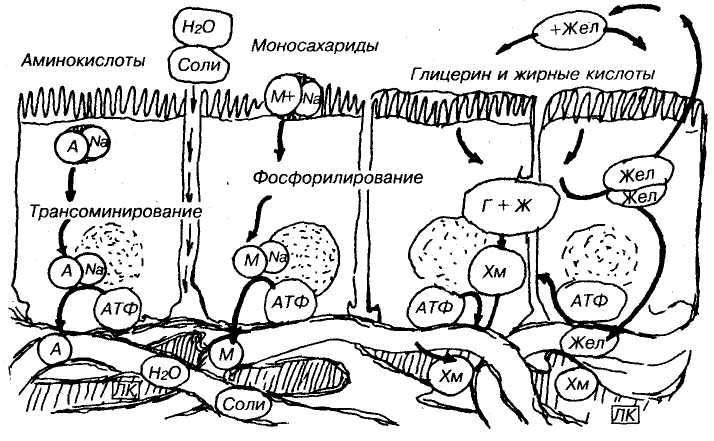 H2O
Соли
Аминокислоты
Моносахариды
+Жел
Глицерин и жирные кислоты
М+
Na
А
Na
Фосфорилирование
Жел
Жел
Трансоминирование
Г + Ж
А
Na
М
Na
Хм
АТФ
АТФ
АТФ
АТФ
А
H2O
М
Жел
Соли
Хм
Хм
ЛК
ЛК